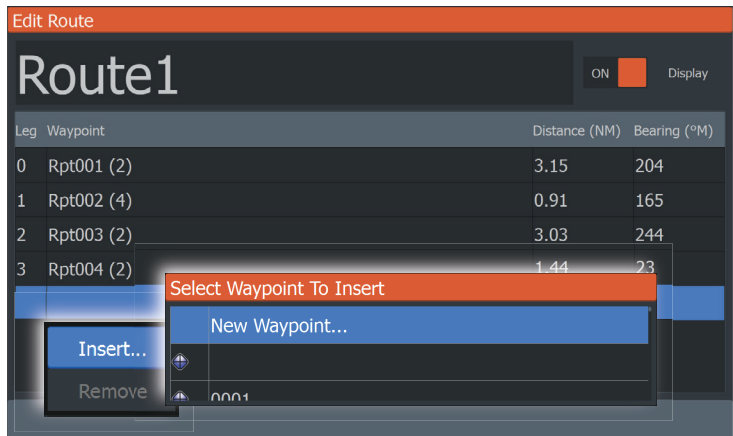 Edit Route
Route1
ON Display
Leg Waypoint Distance (NM) Bearing (°M)
0 Rpt001 (2) 3.15 204
1 Rpt002 (4) 0.91 165
2 Rpt003 (2) 3.03 244
3 Rpt004 (2) 1.44 23
Select Waypoint To Insert
New Waypoint...
Insert...
Remove
0001